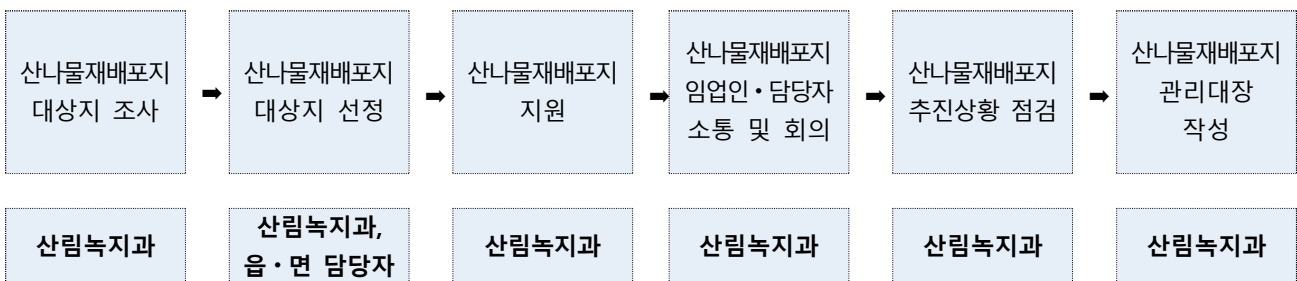 산나물재배포지
대상지 조사
➡
산나물재배포지
대상지 선정
➡
산나물재배포지
지원
➡
산나물재배포지
임업인·담당자
소통 및 회의
➡
산나물재배포지
추진상황 점검
➡
산나물재배포지
관리대장
작성
산림녹지과
산림녹지과,
읍·면 담당자
산림녹지과
산림녹지과
산림녹지과
산림녹지과